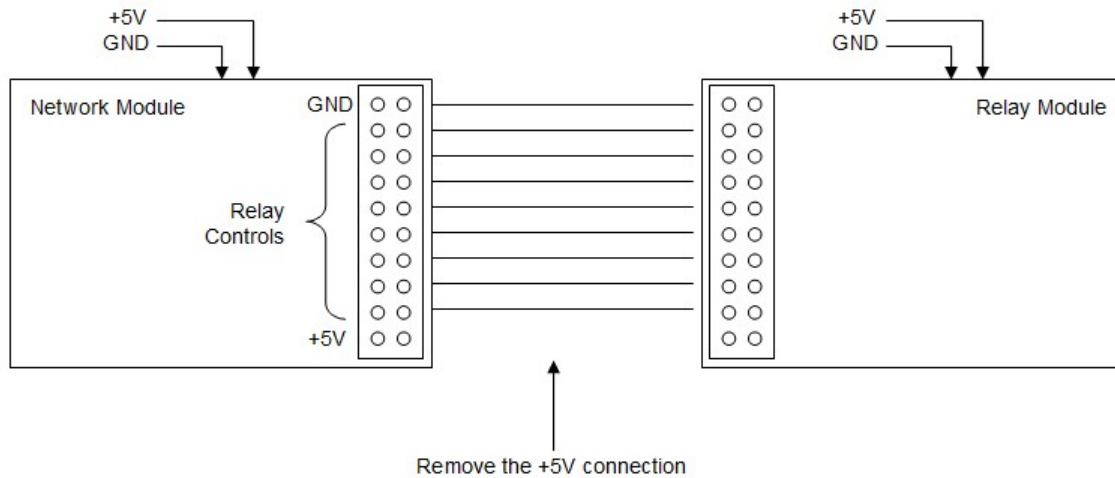 +5V
GND
+5V
GND
Network Module
GND
Relay Module
Relay
Controls
+5V
Remove the +5V connection